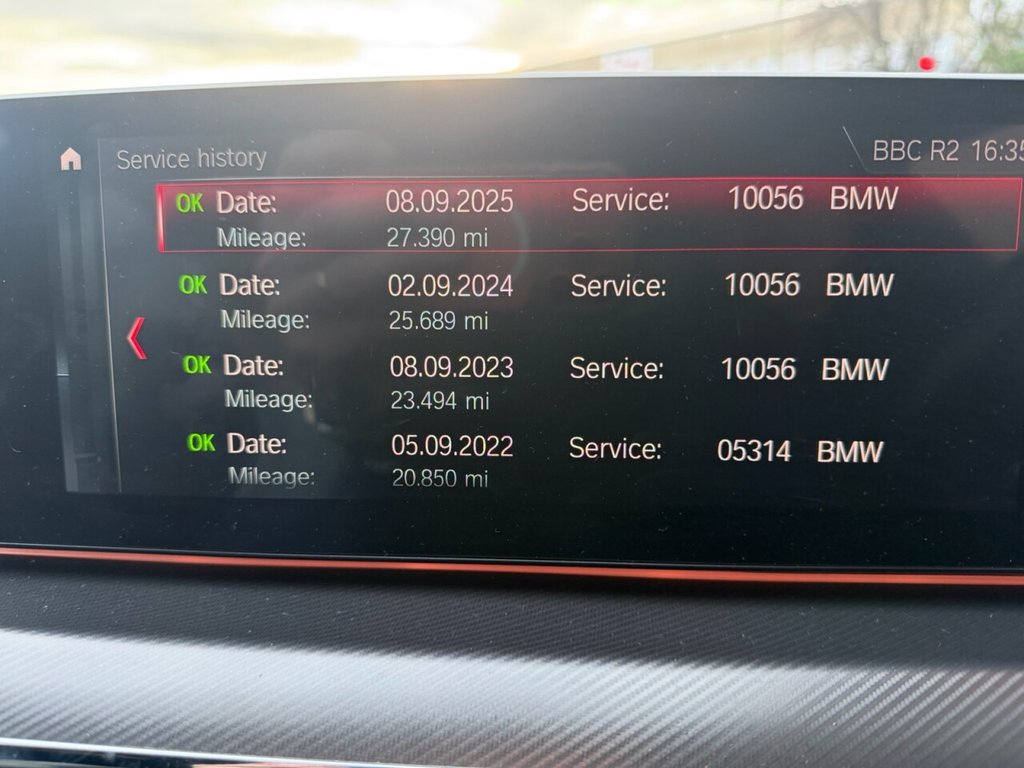 BBC R2 16:35
Service history
OK Date: 08.09.2025 Service: 10056 BMW
Mileage: 27.390 mi
OK Date: 02.09.2024 Service: 10056 BMW
Mileage: 25.689 mi
OK Date: 08.09.2023 Service: 10056 BMW
Mileage: 23.494 mi
OK Date: 05.09.2022 Service: 05314 BMW
Mileage: 20.850 mi